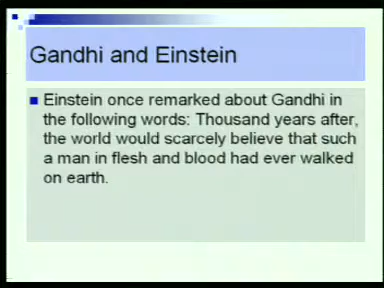 Gandhi and Einstein
Einstein once remarked about Gandhi in
the following words: Thousand years after,
the world would scarcely believe that such
a man in flesh and blood had ever walked
on earth.